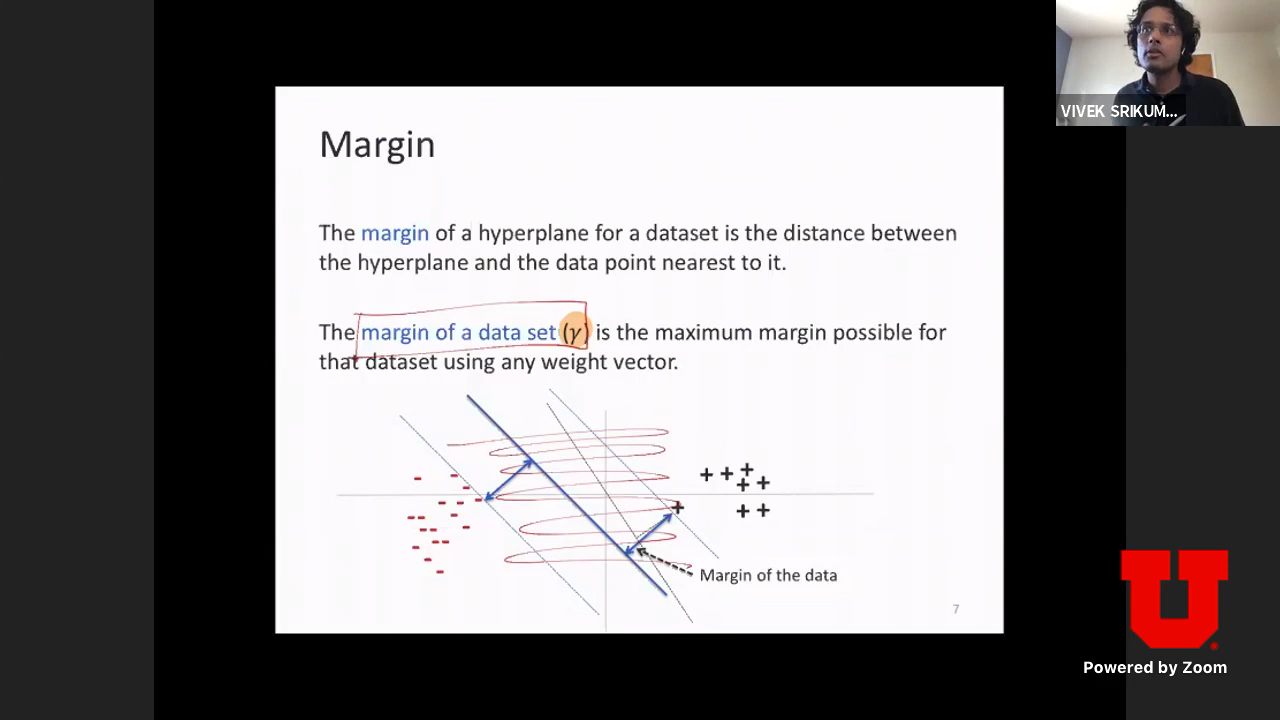 VIVEK SRIKUM...
Margin
The margin of a hyperplane for a dataset is the distance between
the hyperplane and the data point nearest to it.
The margin of a data set (γ) is the maximum margin possible for
that dataset using any weight vector.
Margin of the data
7
U
Powered by Zoom